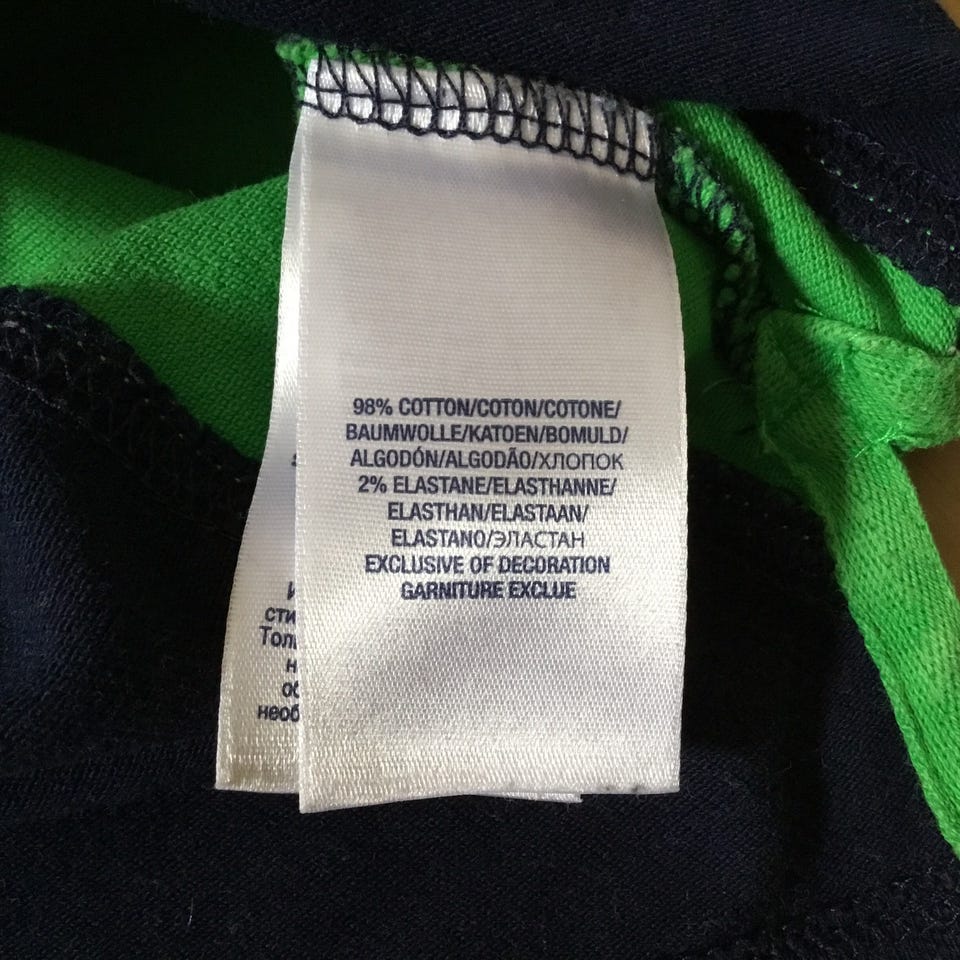 98% COTTON/COTON/COTONE/
BAUMWOLLE/KATOEN/BOMULD/
ALGODÓN/ALGODÃO/ХЛОПОК
2% ELASTANE/ELASTHANNE/
ELASTHAN/ELASTAAN/
ELASTANO/ЭЛАСТАН
EXCLUSIVE OF DECORATION
GARNITURE EXCLUE